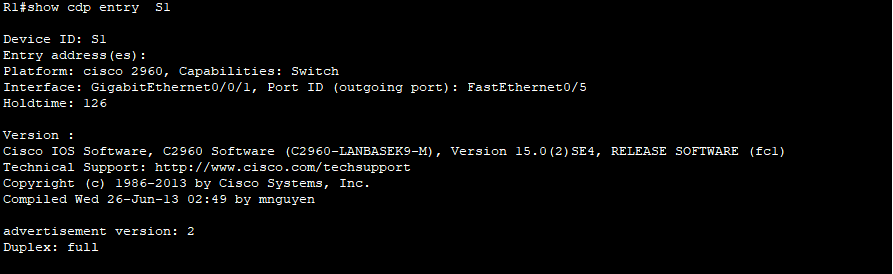 R1#show cdp entry  S1
Device ID: S1
Entry address(es):
Platform: cisco 2960, Capabilities: Switch
Interface: GigabitEthernet0/0/1, Port ID (outgoing port): FastEthernet0/5
Holdtime: 126
Version :
Cisco IOS Software, C2960 Software (C2960-LANBASEK9-M), Version 15.0(2)SE4, RELEASE SOFTWARE (fc1)
Technical Support: http://www.cisco.com/techsupport
Copyright (c) 1986-2013 by Cisco Systems, Inc.
Compiled Wed 26-Jun-13 02:49 by mnguyen
advertisement version: 2
Duplex: full